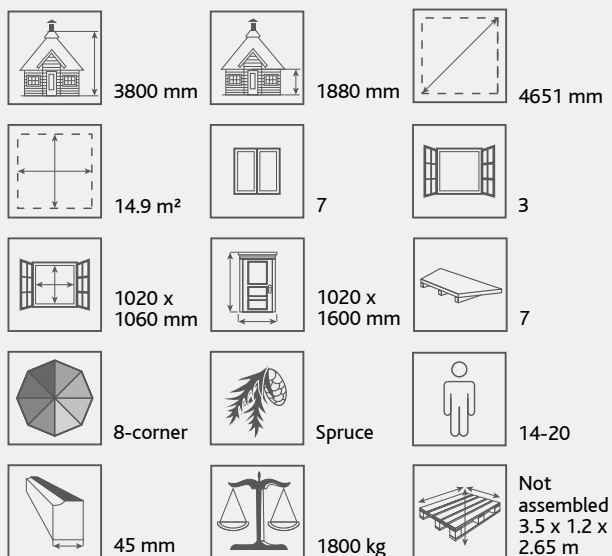 3800 mm
1880 mm
4651 mm
14.9 m²
7
3
1020 x
1060 mm
1020 x
1600 mm
7
8-corner
Spruce
14-20
45 mm
1800 kg
Not
assembled
3.5 x 1.2 x
2.65 m